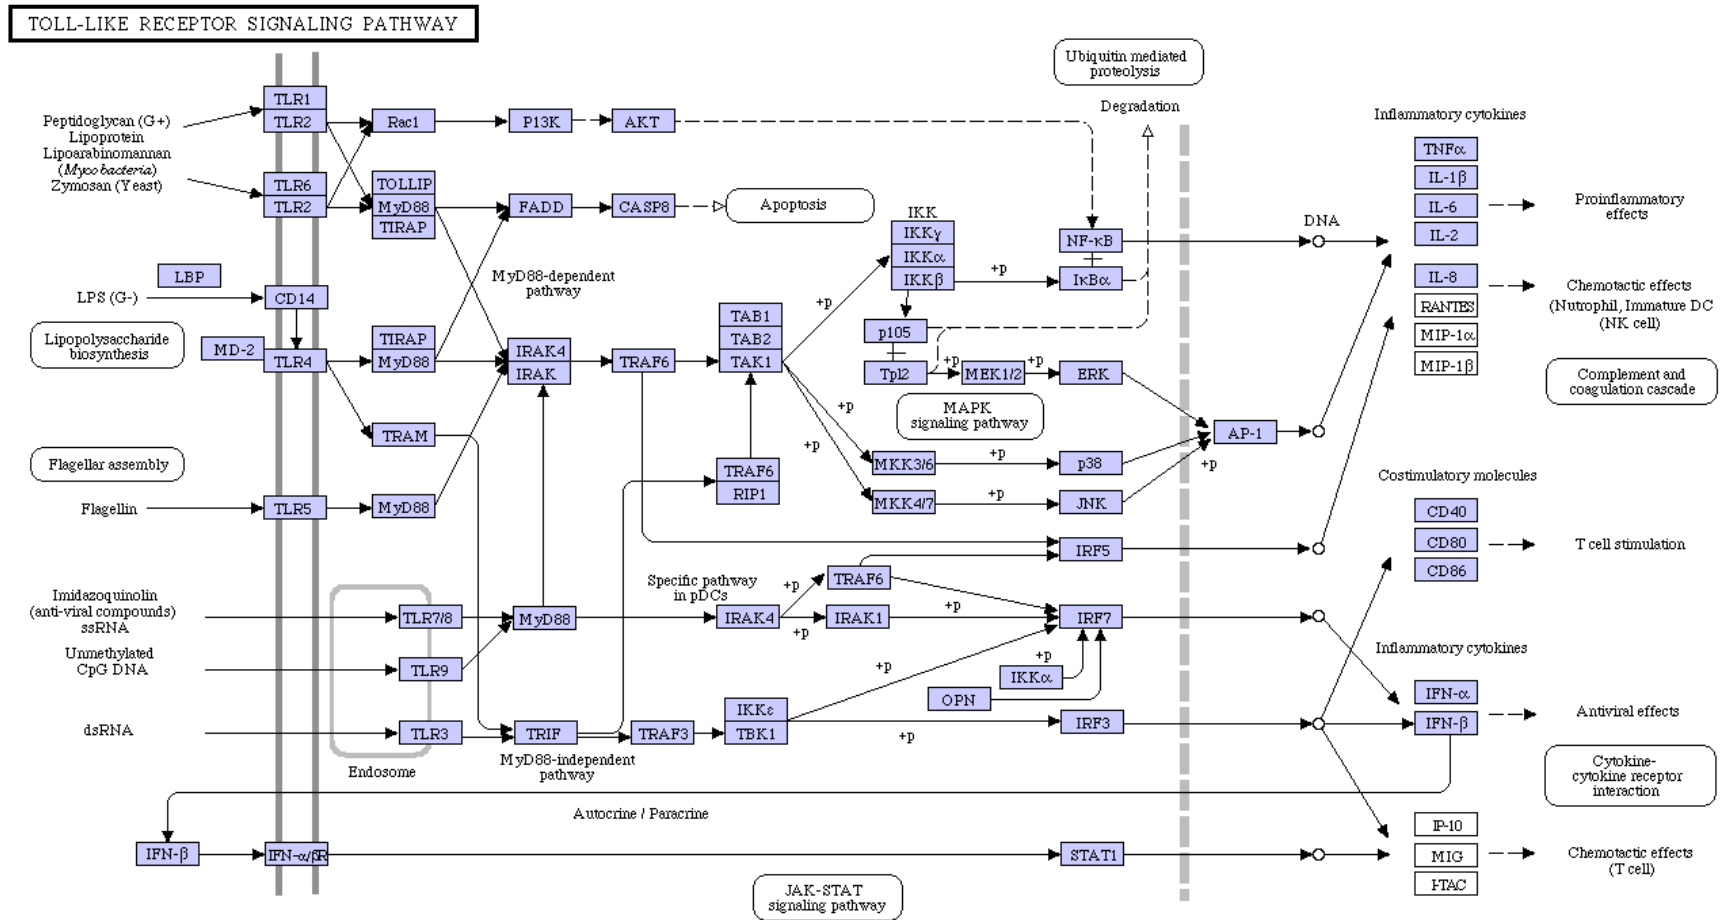 TOLL-LIKE RECEPTOR SIGNALING PATHWAY
Ubiquitin mediated
proteolysis
Degradation
TLR1
TLR2
Rac1
P13K
AKT
Peptidoglycan (G+)
Lipoprotein
Lipoarabinomannan
(Mycobacteria)
Zymosan (Yeast)
TLR6
TLR2
TOLLIP
MyD88
TIRAP
FADD
CASP8
Apoptosis
IKK
IKKγ
IKKα
IKKβ
+p
NF-κB
IκBα
DNA
Inflammatory cytokines
TNFα
IL-1β
IL-6
IL-2
Proinflammatory
effects
IL-8
RANTES
MIP-1α
MIP-1β
Chemotactic effects
(Nutrophil, Immature DC
(NK cell)
Complement and
coagulation cascade
LBP
LPS (G-)
CD14
MyD88-dependent
pathway
Lipopolysaccharide
biosynthesis
MD-2
TLR4
TIRAP
MyD88
IRAK4
IRAK
TRAF6
TAB1
TAB2
TAK1
+p
p105
Tpl2
+p
MEK1/2
+p
ERK
MAPK
signaling pathway
TRAM
+p
+p
AP-1
+p
Flagellar assembly
TRAF6
RIP1
MKK3/6
+p
p38
MKK4/7
+p
JNK
Flagellin
TLR5
MyD88
Costimulatory molecules
CD40
CD80
CD86
T cell stimulation
IRF5
Imidazoquinolin
(anti-viral compounds)
ssRNA
TLR7/8
MyD88
Specific pathway
in pDCs
IRAK4
+p
TRAF6
+p
IRAK1
+p
IRF7
Unmethylated
CpG DNA
TLR9
+p
+p
IKKα
OPN
Inflammatory cytokines
IFN-α
IFN-β
Antiviral effects
dsRNA
TLR3
TRIF
TRAF3
IKKε
TBK1
+p
IRF3
Endosome
MyD88-independent
pathway
Cytokine-
cytokine receptor
interaction
Autocrine / Paracrine
IFN-β
IFN-α/βR
STAT1
IP-10
MIG
I-TAC
Chemotactic effects
(T cell)
JAK-STAT
signaling pathway